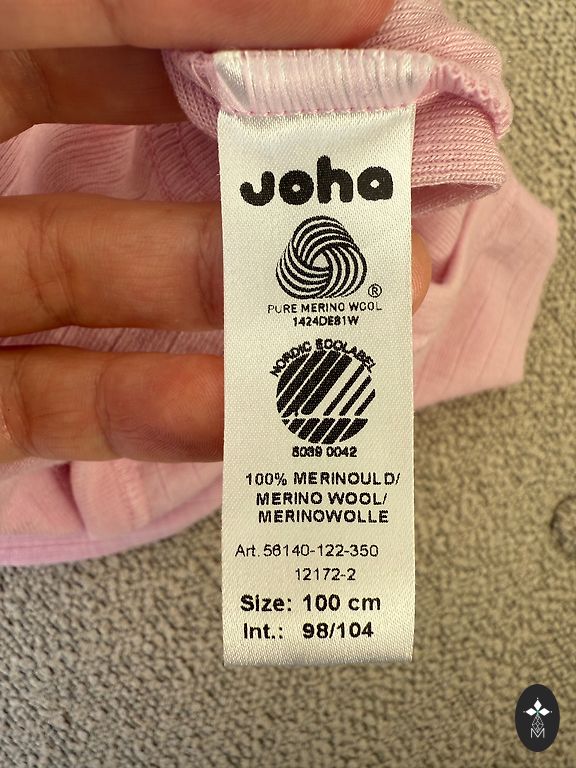 Joha
®
PURE MERINO WOOL
1424DE81W
NORDIC ECOLABEL
5039 0042
100% MERINOULD/
MERINO WOOL/
MERINOWOLLE
Art. 56140-122-350
12172-2
Size: 100 cm
Int.: 98/104
M